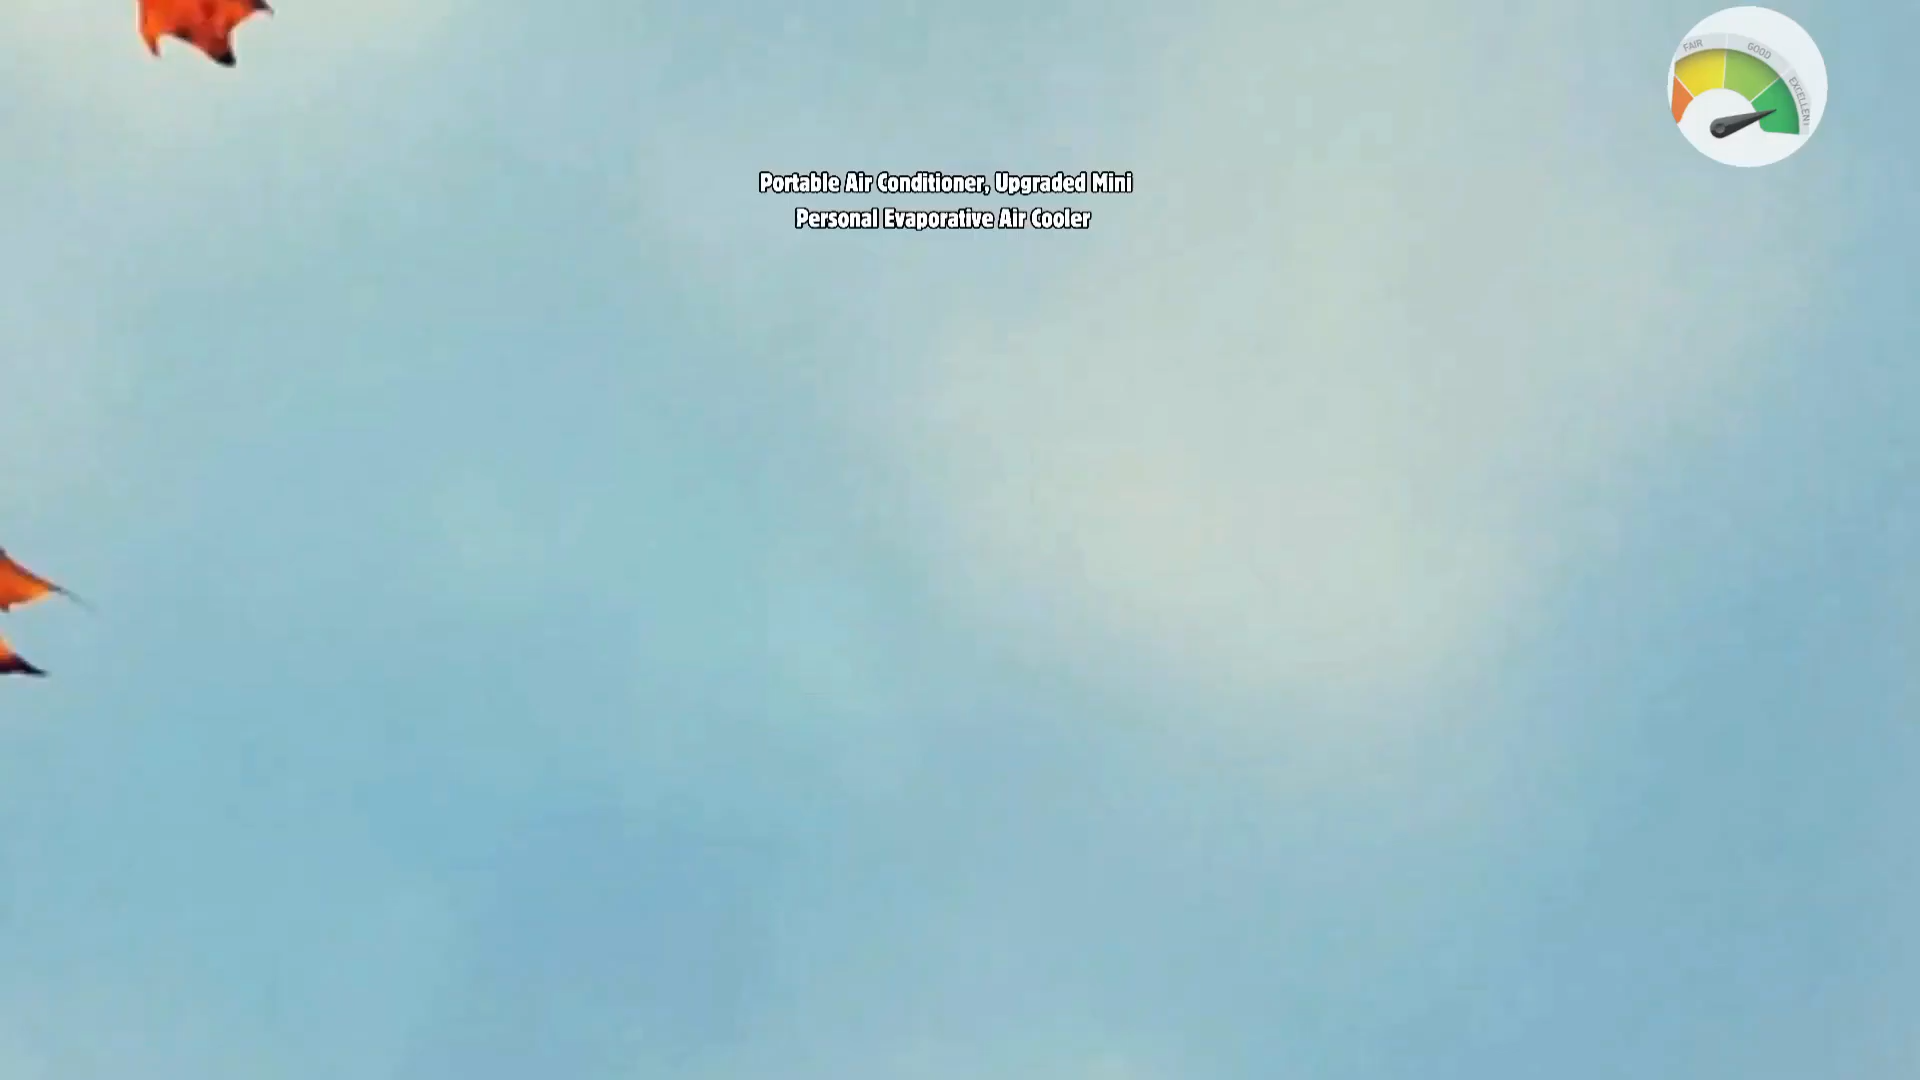 FAIR
GOOD
EXCELLENT
Portable Air Conditioner, Upgraded Mini
Personal Evaporative Air Cooler